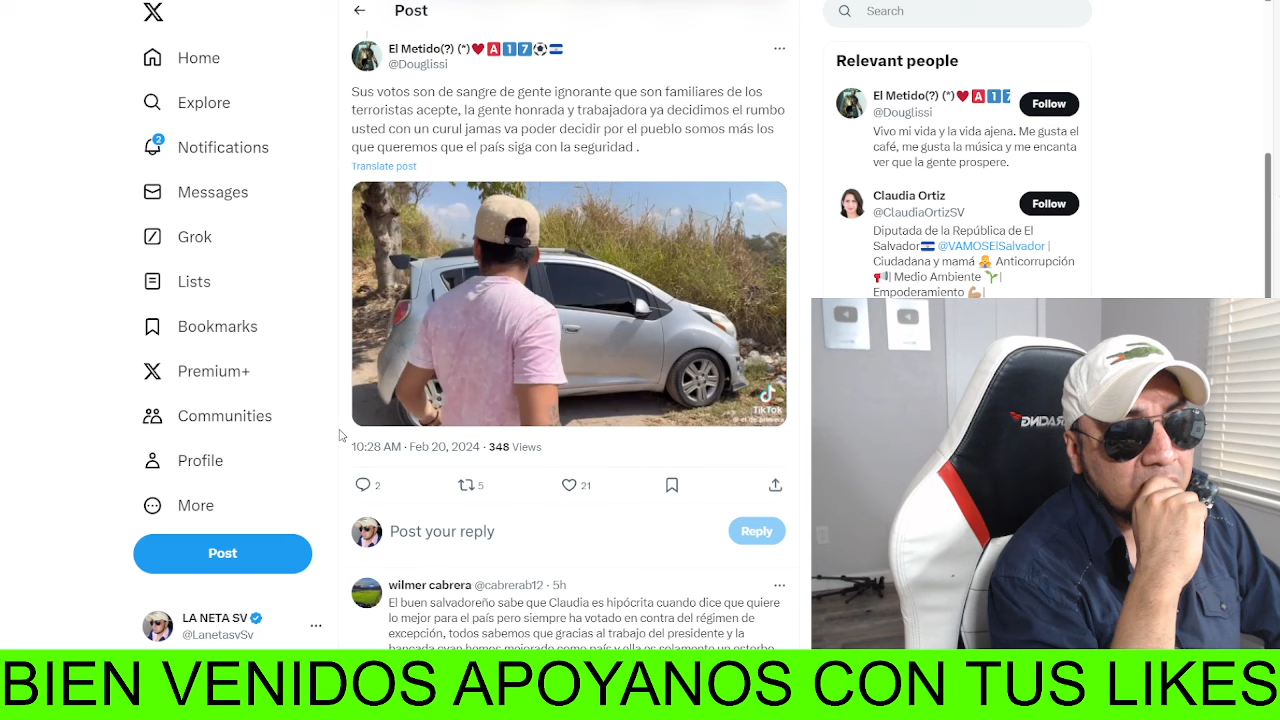 Home
Explore
2
Notifications
Messages
Grok
Lists
Bookmarks
Premium+
Communities
Profile
More
Post
LA NETA SV
@LanetasvSv
Post
El Metido(?) (*)❤️🅰️1️⃣7️⃣⚽🇸🇻
@Douglissi
Sus votos son de sangre de gente ignorante que son familiares de los
terroristas acepte, la gente honrada y trabajadora ya decidimos el rumbo
usted con un curul jamas va poder decidir por el pueblo somos más los
que queremos que el país siga con la seguridad .
Translate post
TikTok
10:28 AM · Feb 20, 2024 · 348 Views
2
5
21
Post your reply
Reply
wilmer cabrera @cabrerab12 · 5h
El buen salvadoreño sabe que Claudia es hipócrita cuando dice que quiere
lo mejor para el país pero siempre ha votado en contra del régimen de
excepción, todos sabemos que gracias al trabajo del presidente y la
Search
Relevant people
El Metido(?) (*)❤️🅰️1️⃣7️⃣
@Douglissi
Follow
Vivo mi vida y la vida ajena. Me gusta el
café, me gusta la música y me encanta
ver que la gente prospere.
Claudia Ortiz
@ClaudiaOrtizSV
Follow
Diputada de la República de El
Salvador🇸🇻 @VAMOSElSalvador |
Ciudadana y mamá 🤱 Anticorrupción
📢| Medio Ambiente 🌱|
Empoderamiento 💪🏽|
BIEN VENIDOS APOYANOS CON TUS LIKES